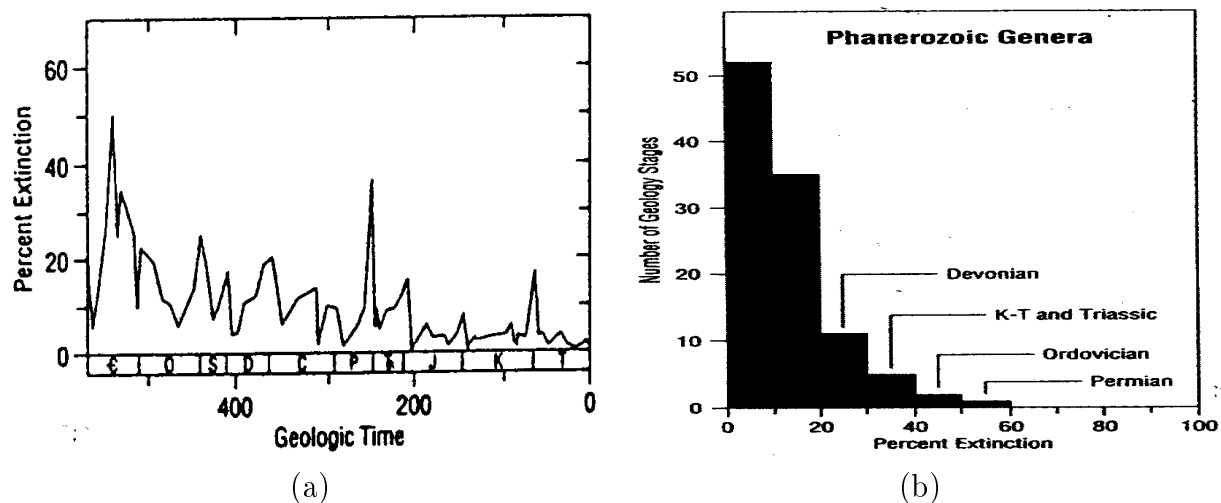 Percent Extinction
60
40
20
0
Є O S D C P Ŧ J K T
400 200 0
Geologic Time
(a)
Phanerozoic Genera
Number of Geology Stages
50
40
30
20
10
0
Devonian
K-T and Triassic
Ordovician
Permian
0 20 40 60 80 100
Percent Extinction
(b)